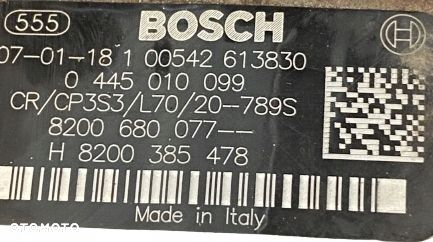 555 BOSCH
07-01-18 1 00542 613830
0 445 010 099
CR/CP3S3/L70/20-789S
8200 680 077--
H 8200 385 478
Made in Italy
OTOMOTO